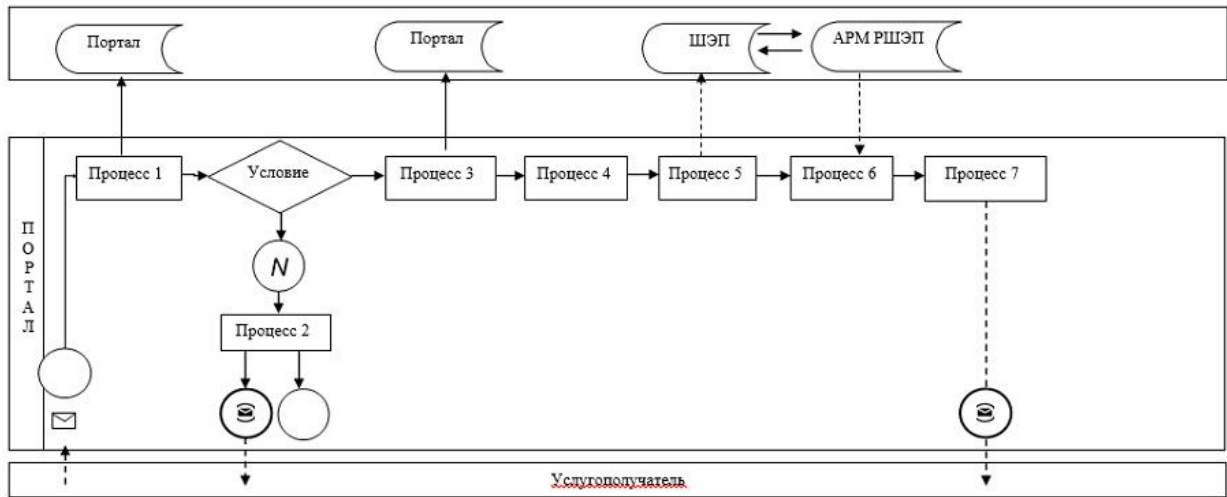 Портал
Портал
ШЭП
АРМ РШЭП
Процесс 1
Условие
Процесс 3
Процесс 4
Процесс 5
Процесс 6
Процесс 7
ПОРТАЛ
N
Процесс 2
Услугополучатель